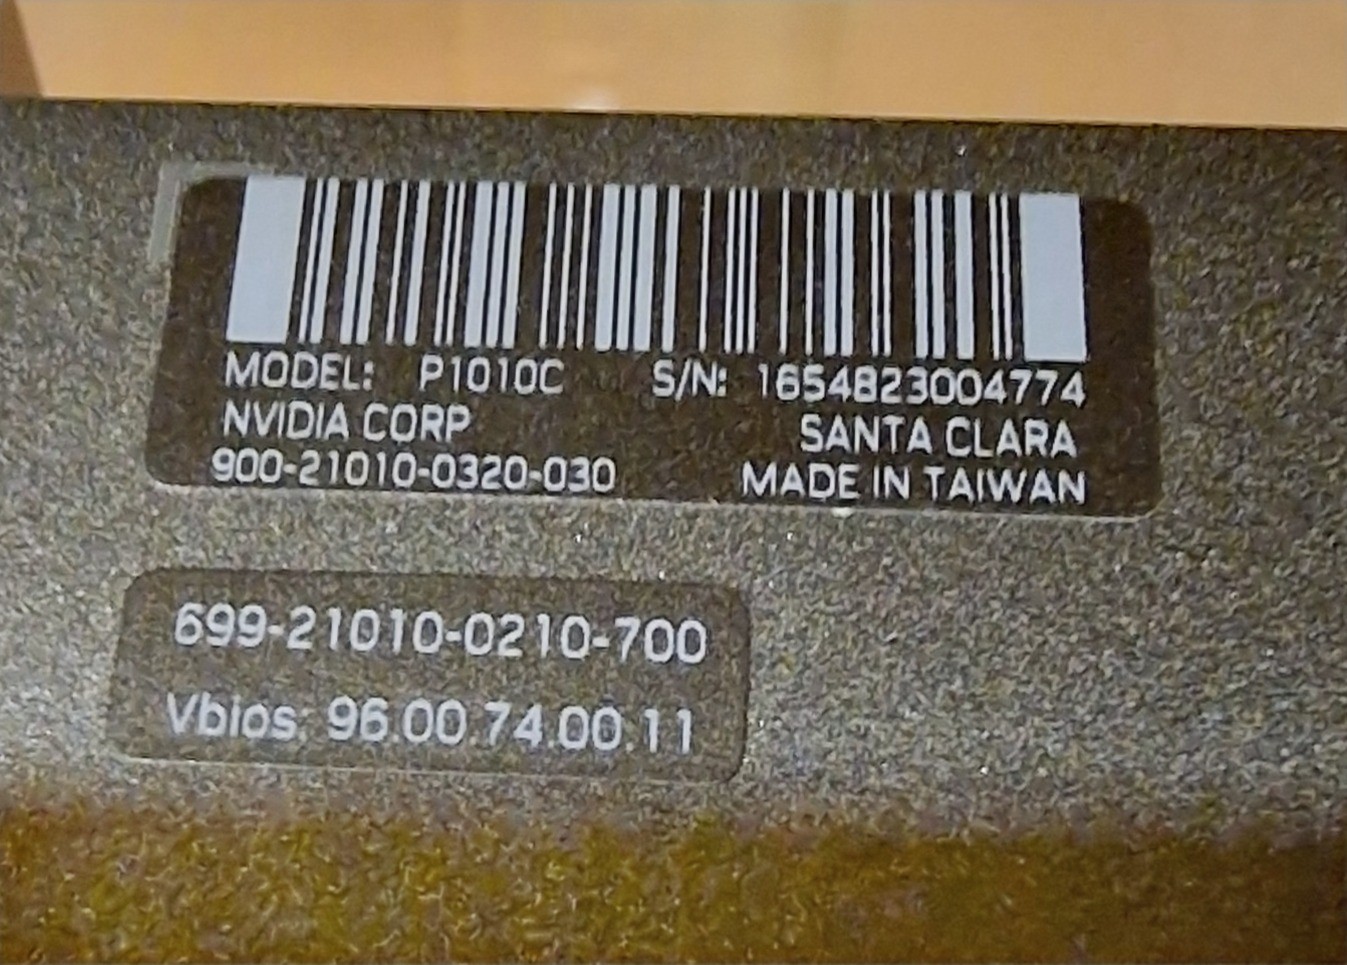 MODEL: P1010C S/N: 1654823004774
NVIDIA CORP SANTA CLARA
900-21010-0320-030 MADE IN TAIWAN
699-21010-0210-700
Vbios: 96.00.74.00.11